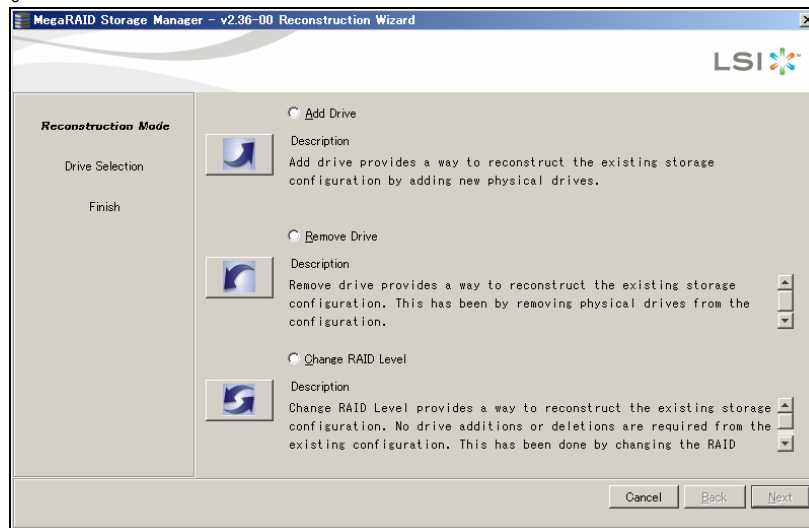 MegaRAID Storage Manager - v2.36-00 Reconstruction Wizard
LSI
Reconstruction Mode
Drive Selection
Finish
Add Drive
Description
Add drive provides a way to reconstruct the existing storage
configuration by adding new physical drives.
Remove Drive
Description
Remove drive provides a way to reconstruct the existing storage
configuration. This has been by removing physical drives from the
configuration.
Change RAID Level
Description
Change RAID Level provides a way to reconstruct the existing storage
configuration. No drive additions or deletions are required from the
existing configuration. This has been done by changing the RAID
Cancel
Back
Next